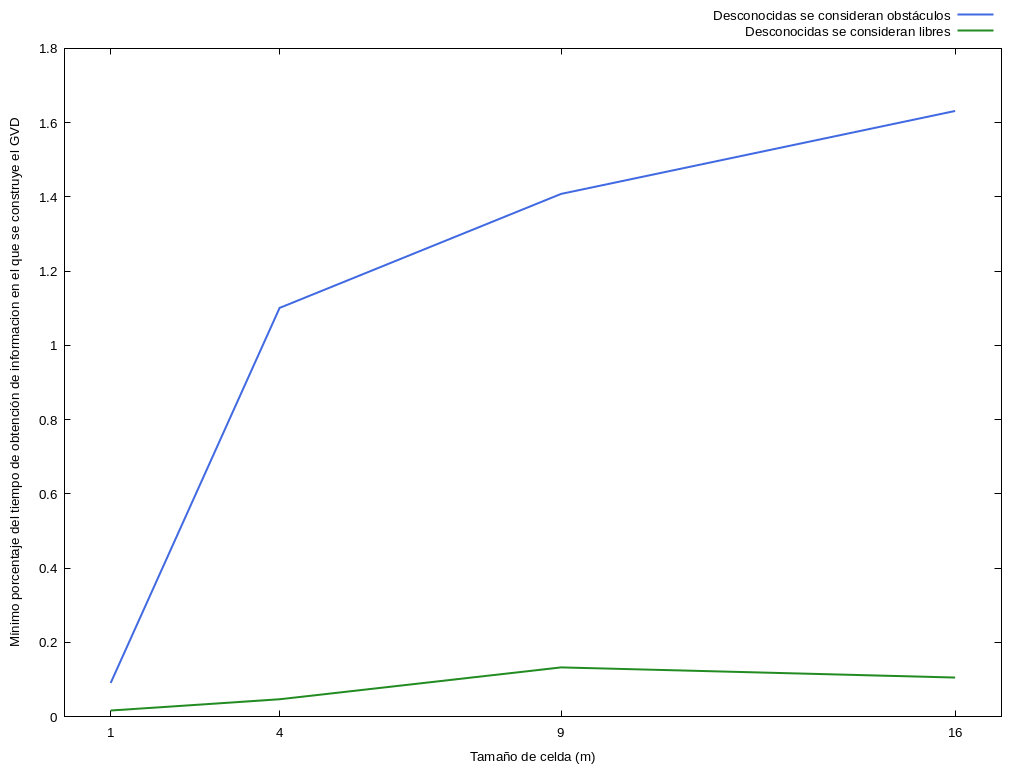 Desconocidas se consideran obstáculos
Desconocidas se consideran libres
Mínimo porcentaje del tiempo de obtención de informacion en el que se construye el GVD
1.8
1.6
1.4
1.2
1
0.8
0.6
0.4
0.2
0
1 4 9 16
Tamaño de celda (m)